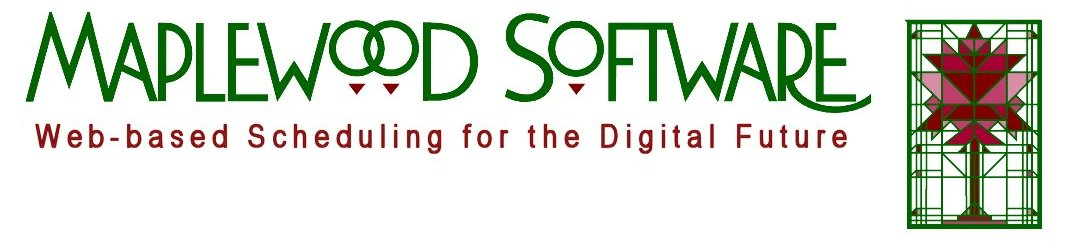 MAPLEWOOD SOFTWARE
Web-based Scheduling for the Digital Future